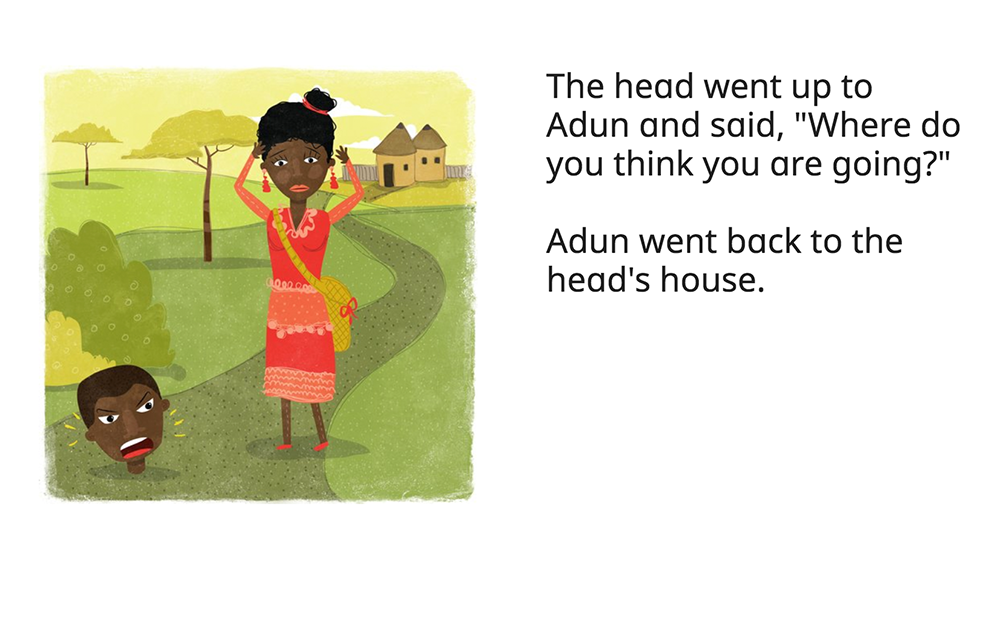 The head went up to
Adun and said, "Where do
you think you are going?"
Adun went back to the
head's house.